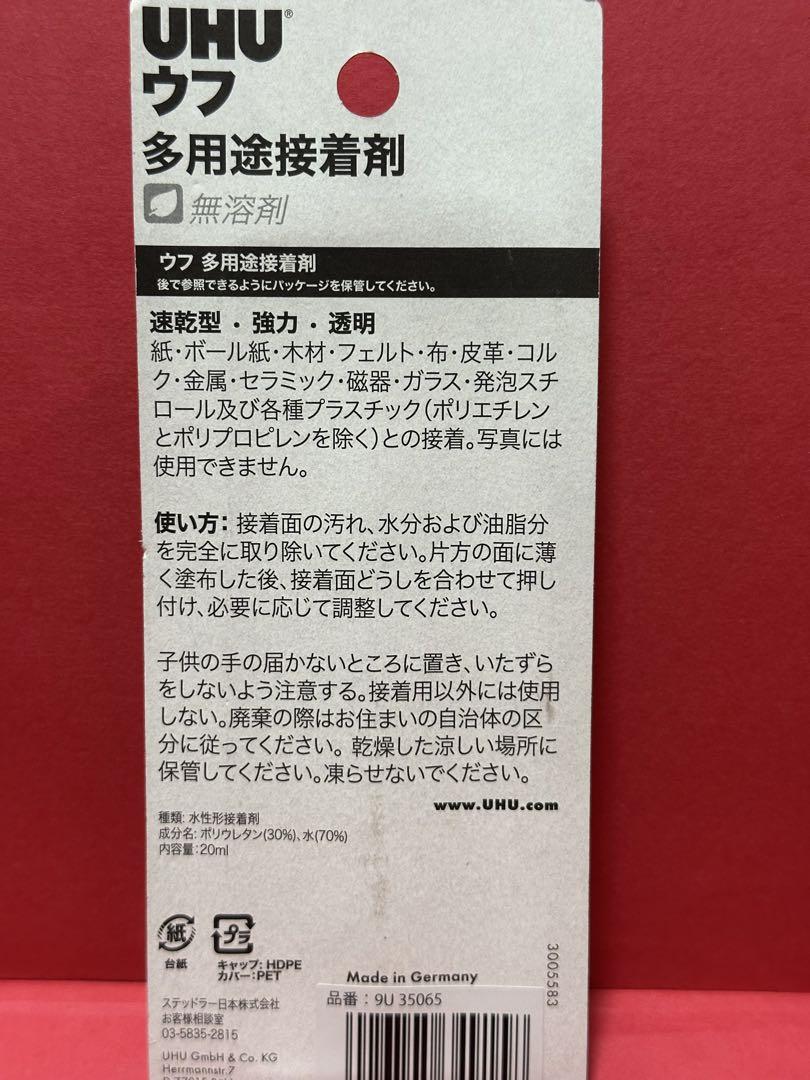 UHU®
ウフ
多用途接着剤
無溶剤
ウフ 多用途接着剤
後で参照できるようにパッケージを保管してください。
速乾型・強力・透明
紙・ボール紙・木材・フェルト・布・皮革・コル
ク・金属・セラミック・磁器・ガラス・発泡スチ
ロール及び各種プラスチック(ポリエチレン
とポリプロピレンを除く)との接着。写真には
使用できません。
使い方: 接着面の汚れ、水分および油脂分
を完全に取り除いてください。片方の面に薄
く塗布した後、接着面どうしを合わせて押し
付け、必要に応じて調整してください。
子供の手の届かないところに置き、いたずら
をしないよう注意する。接着用以外には使用
しない。廃棄の際はお住まいの自治体の区
分に従ってください。 乾燥した涼しい場所に
保管してください。凍らせないでください。
www.UHU.com
種類: 水性形接着剤
成分名: ポリウレタン(30%)、水(70%)
内容量:20ml
紙
台紙
プラ
キャップ: HDPE
カバー:PET
3005583
Made in Germany
品番:9U 35065
ステッドラー日本株式会社
お客様相談室
03-5835-2815
UHU GmbH & Co. KG
Herrmannstr.7